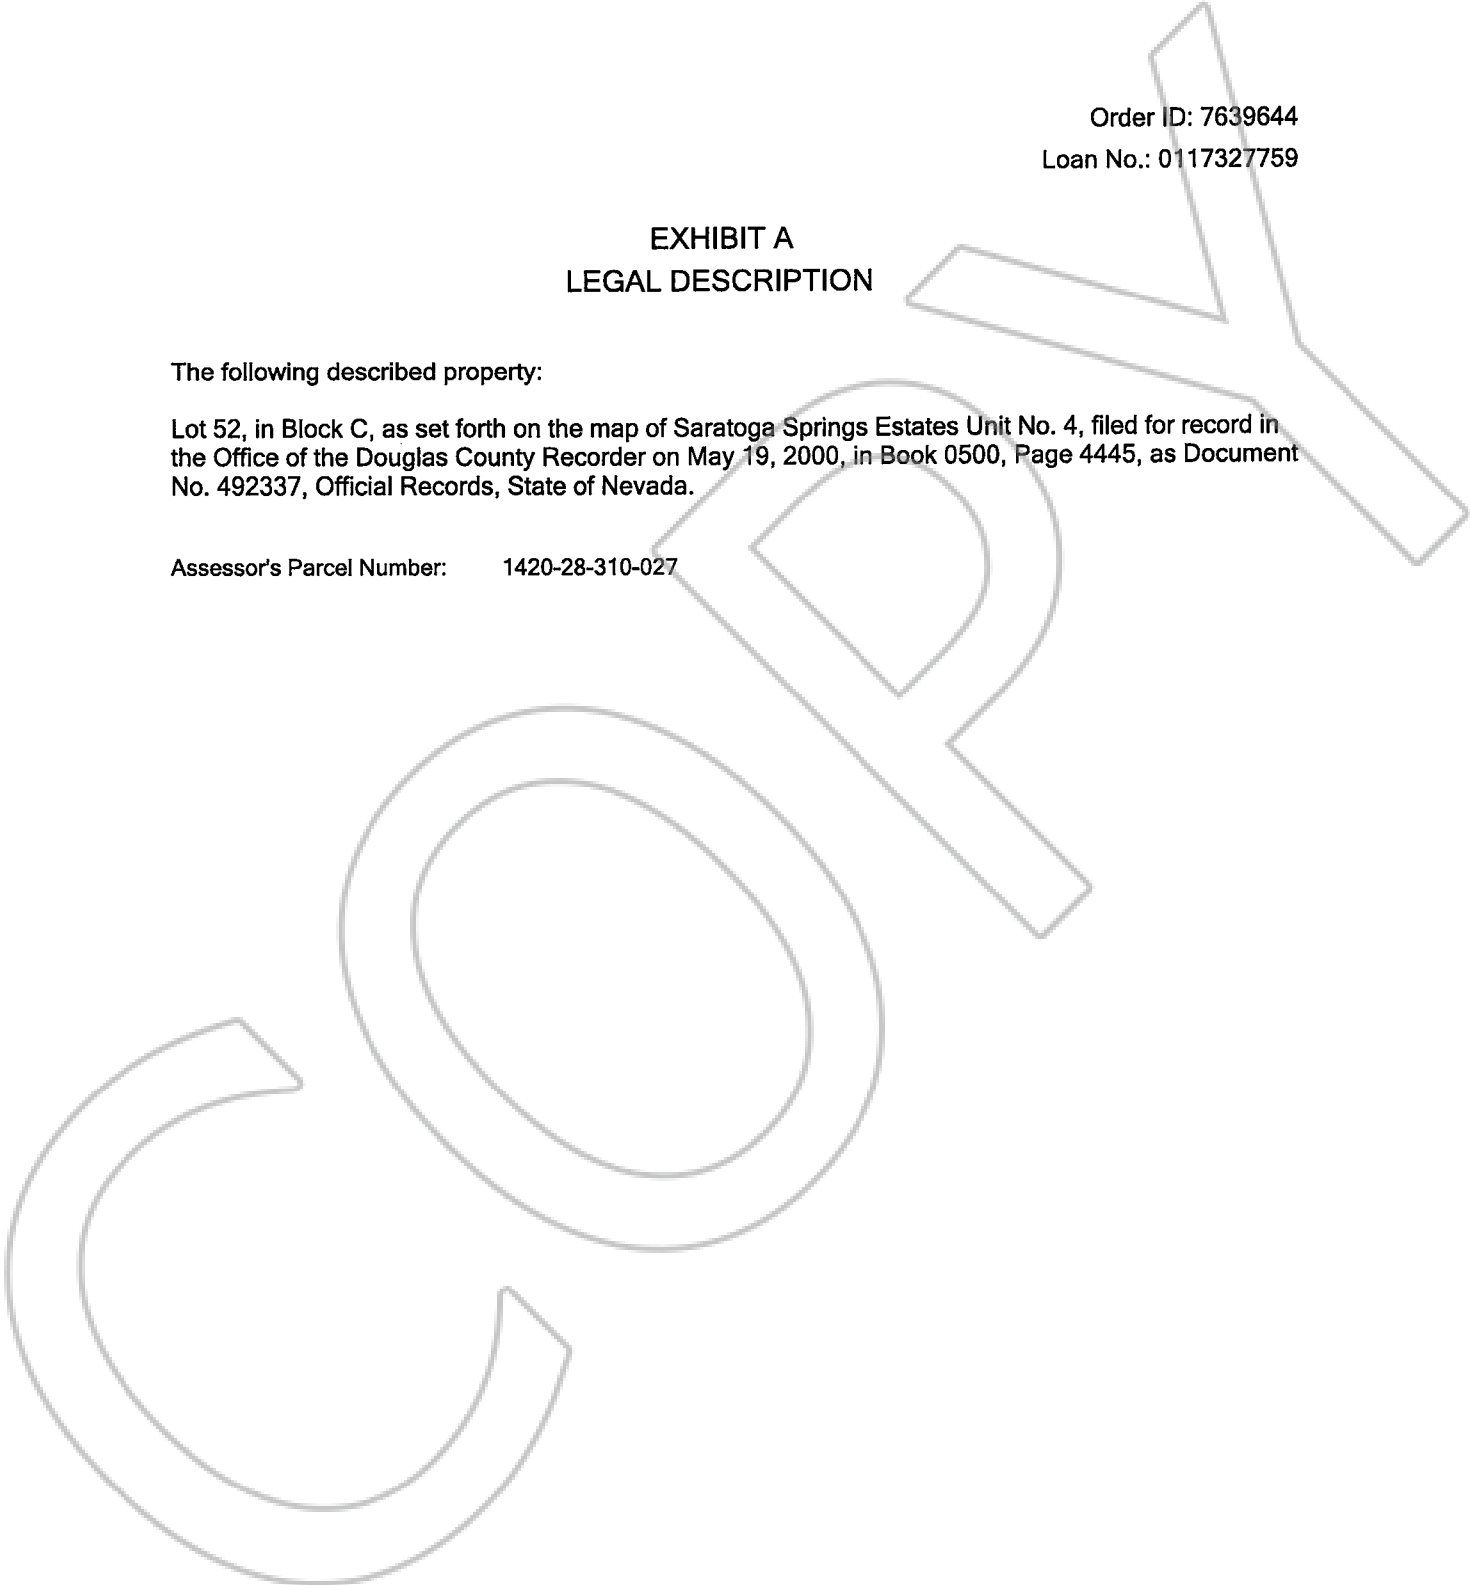 Order ID: 7639644
Loan No.: 0117327759
EXHIBIT A
LEGAL DESCRIPTION
The following described property:
Lot 52, in Block C, as set forth on the map of Saratoga Springs Estates Unit No. 4, filed for record in
the Office of the Douglas County Recorder on May 19, 2000, in Book 0500, Page 4445, as Document
No. 492337, Official Records, State of Nevada.
Assessor's Parcel Number: 1420-28-310-027
COPY